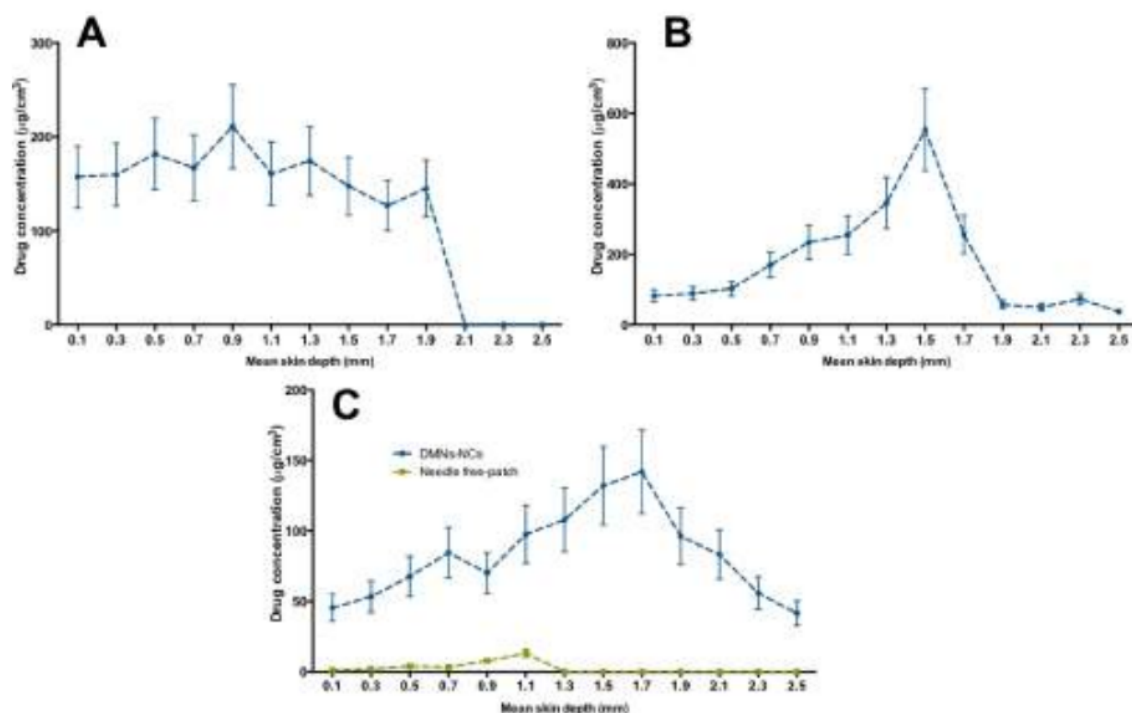 A
Drug concentration (µg/cm³)
300
200
100
0
0.1 0.3 0.5 0.7 0.9 1.1 1.3 1.5 1.7 1.9 2.1 2.3 2.5
Mean skin depth (mm)
B
Drug concentration (µg/cm³)
800
600
400
200
0
0.1 0.3 0.5 0.7 0.9 1.1 1.3 1.5 1.7 1.9 2.1 2.3 2.5
Mean skin depth (mm)
C
Drug concentration (µg/cm³)
200
150
100
50
0
DMNs-NCs
Needle free-patch
0.1 0.3 0.5 0.7 0.9 1.1 1.3 1.5 1.7 1.9 2.1 2.3 2.5
Mean skin depth (mm)